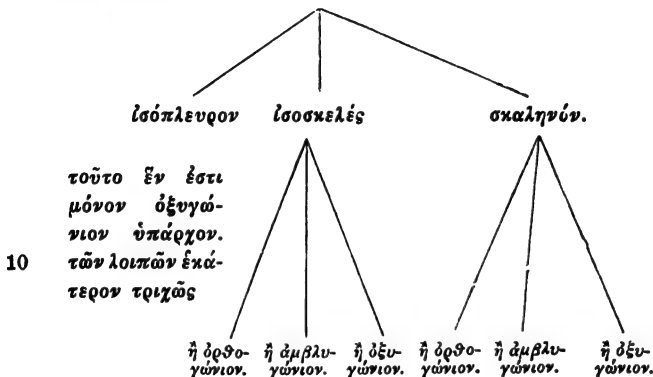 ἰσόπλευρον ἰσοσκελές σκαληνόν.
τοῦτο ἕν ἐστι
μόνον ὀξυγώ-
νιον ὑπάρχον.
10 τῶν λοιπῶν ἑκά-
τερον τριχῶς
ἢ ὀρθο- ἢ ἀμβλυ- ἢ ὀξυ- ἢ ὀρθο- ἢ ἀμβλυ- ἢ ὀξυ-
γώνιον. γώνιον. γώνιον. γώνιον. γώνιον. γώνιον.